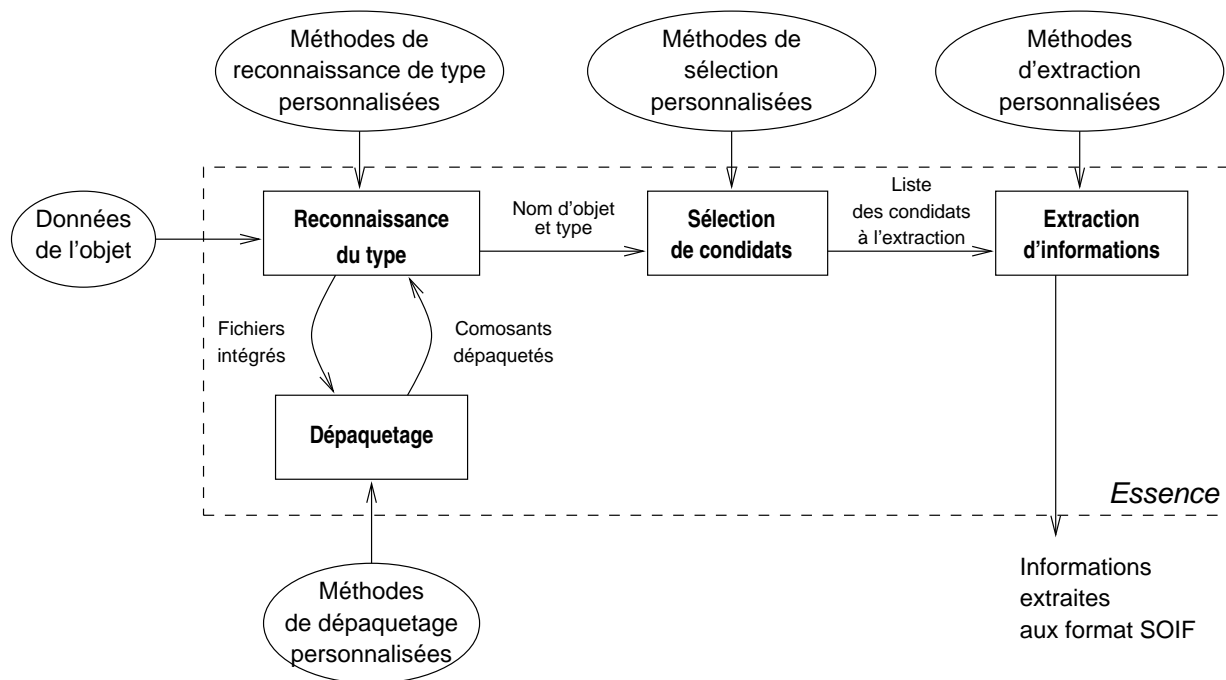 Méthodes de
reconnaissance de type
personnalisées
Méthodes de
sélection
personnalisées
Méthodes
d'extraction
personnalisées
Données
de l'objet
Reconnaissance
du type
Nom d'objet
et type
Sélection
de condidats
Liste
des condidats
à l'extraction
Extraction
d'informations
Fichiers
intégrés
Comosants
dépaquetés
Dépaquetage
Essence
Méthodes
de dépaquetage
personnalisées
Informations
extraites
aux format SOIF